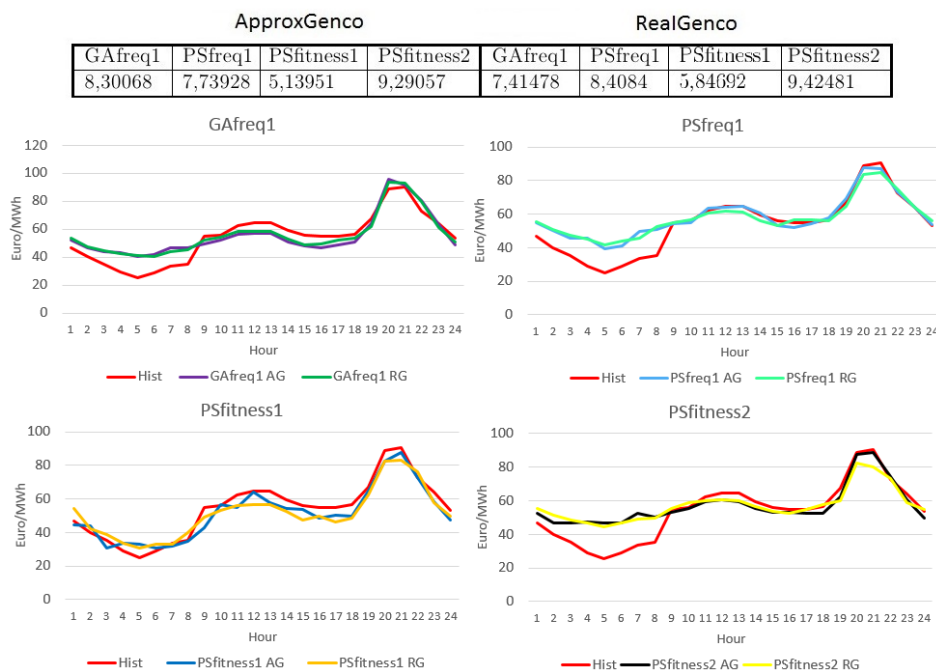 ApproxGenco RealGenco
GAfreq1 PSfreq1 PSfitness1 PSfitness2 GAfreq1 PSfreq1 PSfitness1 PSfitness2
8,30068 7,73928 5,13951 9,29057 7,41478 8,4084 5,84692 9,42481
GAfreq1
120
100
80
60
40
20
0
Euro/MWh
1 2 3 4 5 6 7 8 9 10 11 12 13 14 15 16 17 18 19 20 21 22 23 24
Hour
Hist GAfreq1 AG GAfreq1 RG
PSfreq1
100
80
60
40
20
0
Euro/MWh
1 2 3 4 5 6 7 8 9 10 11 12 13 14 15 16 17 18 19 20 21 22 23 24
Hour
Hist PSfreq1 AG PSfreq1 RG
PSfitness1
100
80
60
40
20
0
Euro/MWh
1 2 3 4 5 6 7 8 9 10 11 12 13 14 15 16 17 18 19 20 21 22 23 24
Hour
Hist PSfitness1 AG PSfitness1 RG
PSfitness2
100
80
60
40
20
0
Euro/MWh
1 2 3 4 5 6 7 8 9 10 11 12 13 14 15 16 17 18 19 20 21 22 23 24
Hour
Hist PSfitness2 AG PSfitness2 RG